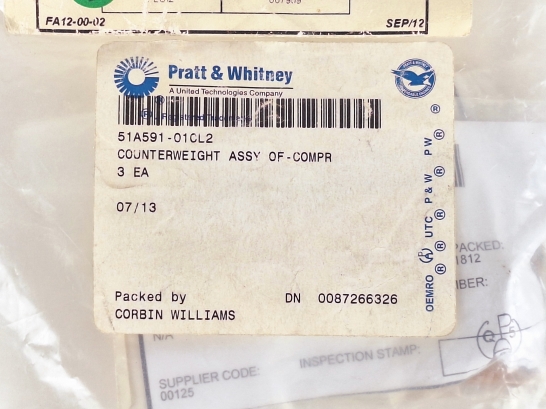 FA12-00-02 SEP/12
Pratt & Whitney
A United Technologies Company
51A591-01CL2
COUNTERWEIGHT ASSY OF-COMPR
3 EA
07/13
Packed by DN 0087266326
CORBIN WILLIAMS
OEMRO ® ® UTC ® P & W ® PW ®
PACKED:
1812
BER:
N/A
SUPPLIER CODE: INSPECTION STAMP:
00125